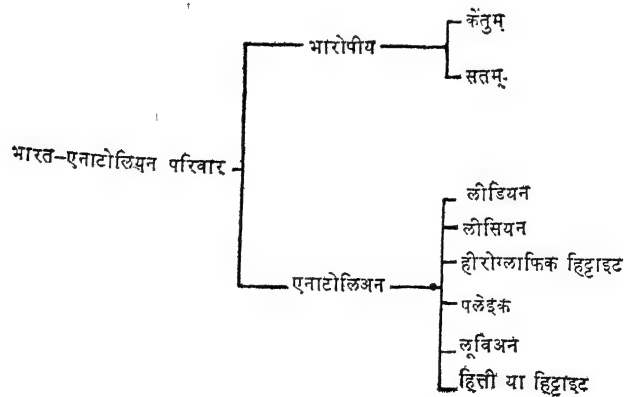 केंतुम्
भारोपीय
सतम्
भारत-एनाटोलियन परिवार
लीडियन
लीसियन
हीरोग्लाफिक हिट्टाइट
एनाटोलिअन
पलेइक
लूविअन
हित्ती या हिट्टाइट